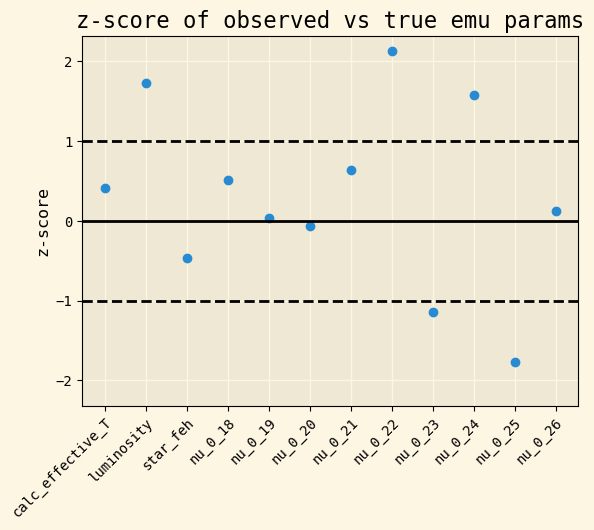 z-score of observed vs true emu params
z-score
2
1
0
−1
−2
calc_effective_T
luminosity
star_feh
nu_0_18
nu_0_19
nu_0_20
nu_0_21
nu_0_22
nu_0_23
nu_0_24
nu_0_25
nu_0_26